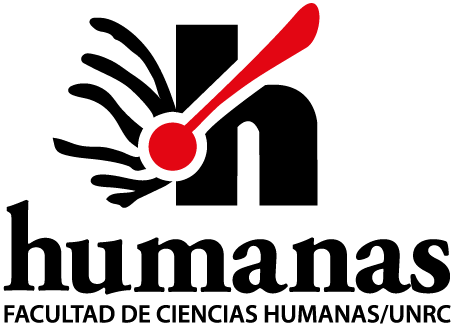 h
humanas
FACULTAD DE CIENCIAS HUMANAS/UNRC